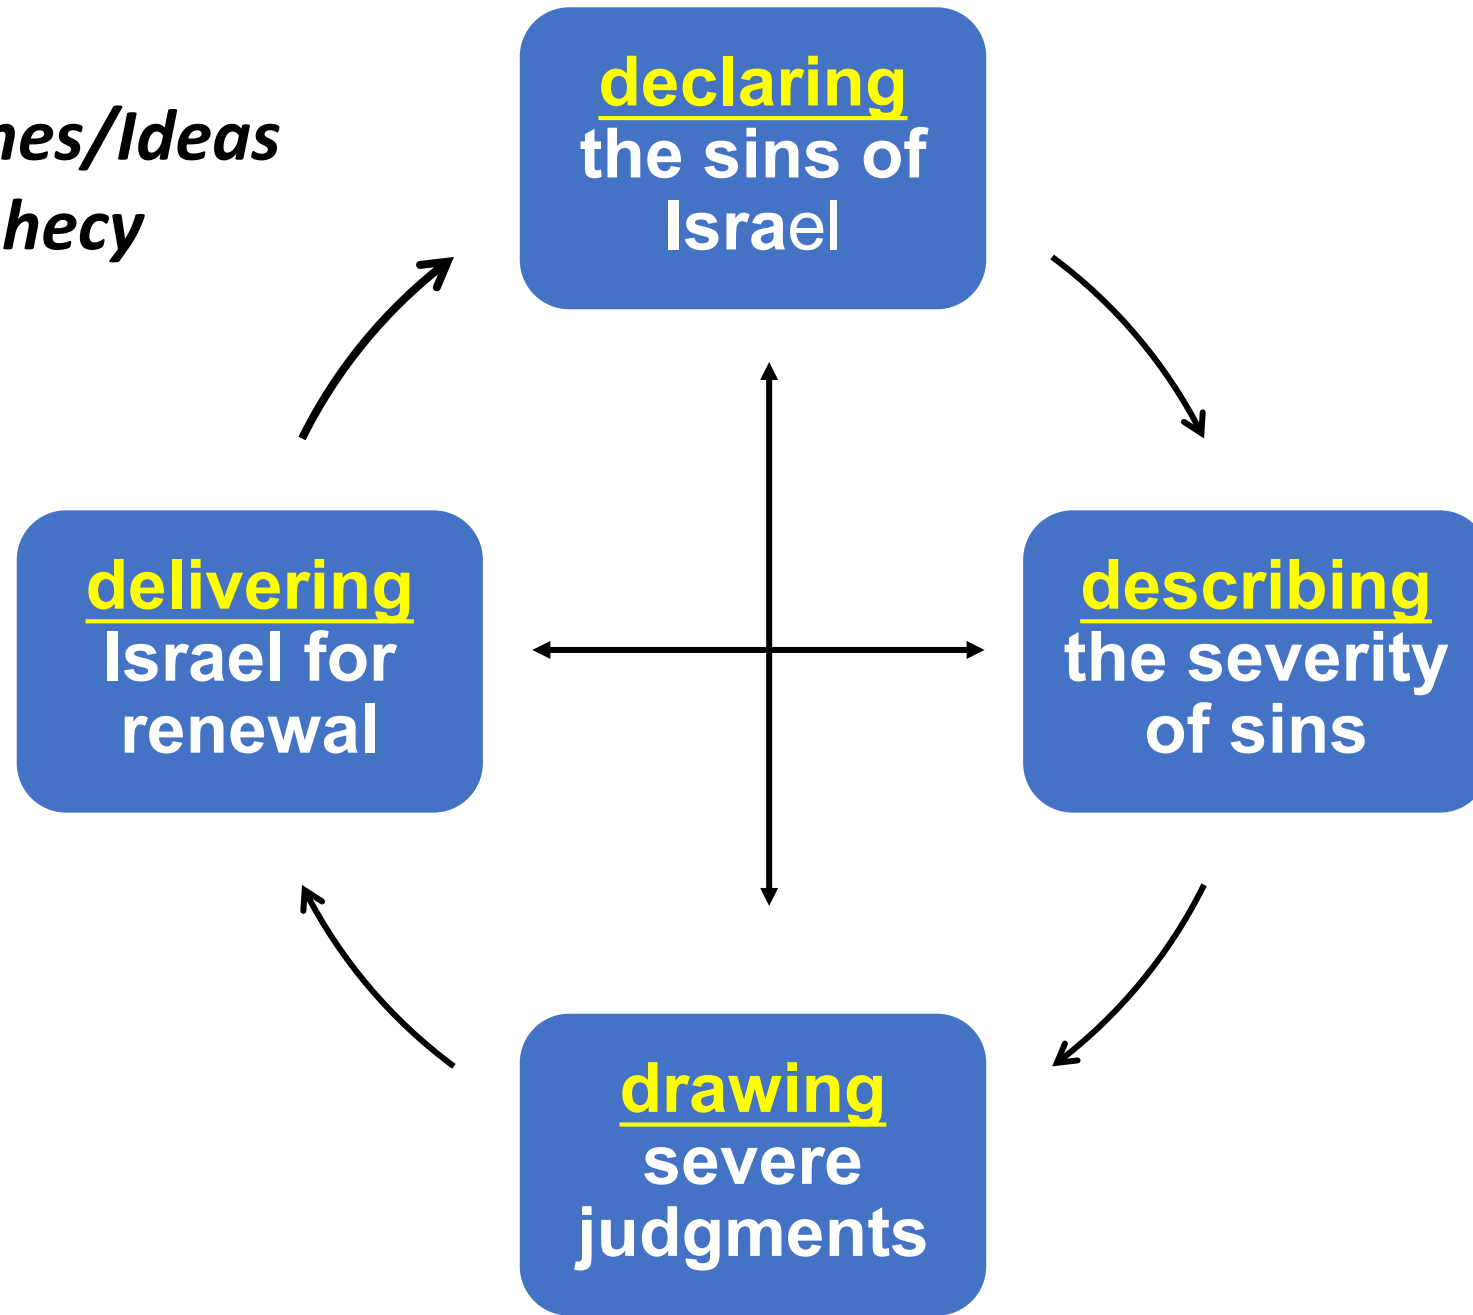 nes/Ideas
hecy
declaring
the sins of
Israel
describing
the severity
of sins
drawing
severe
judgments
delivering
Israel for
renewal